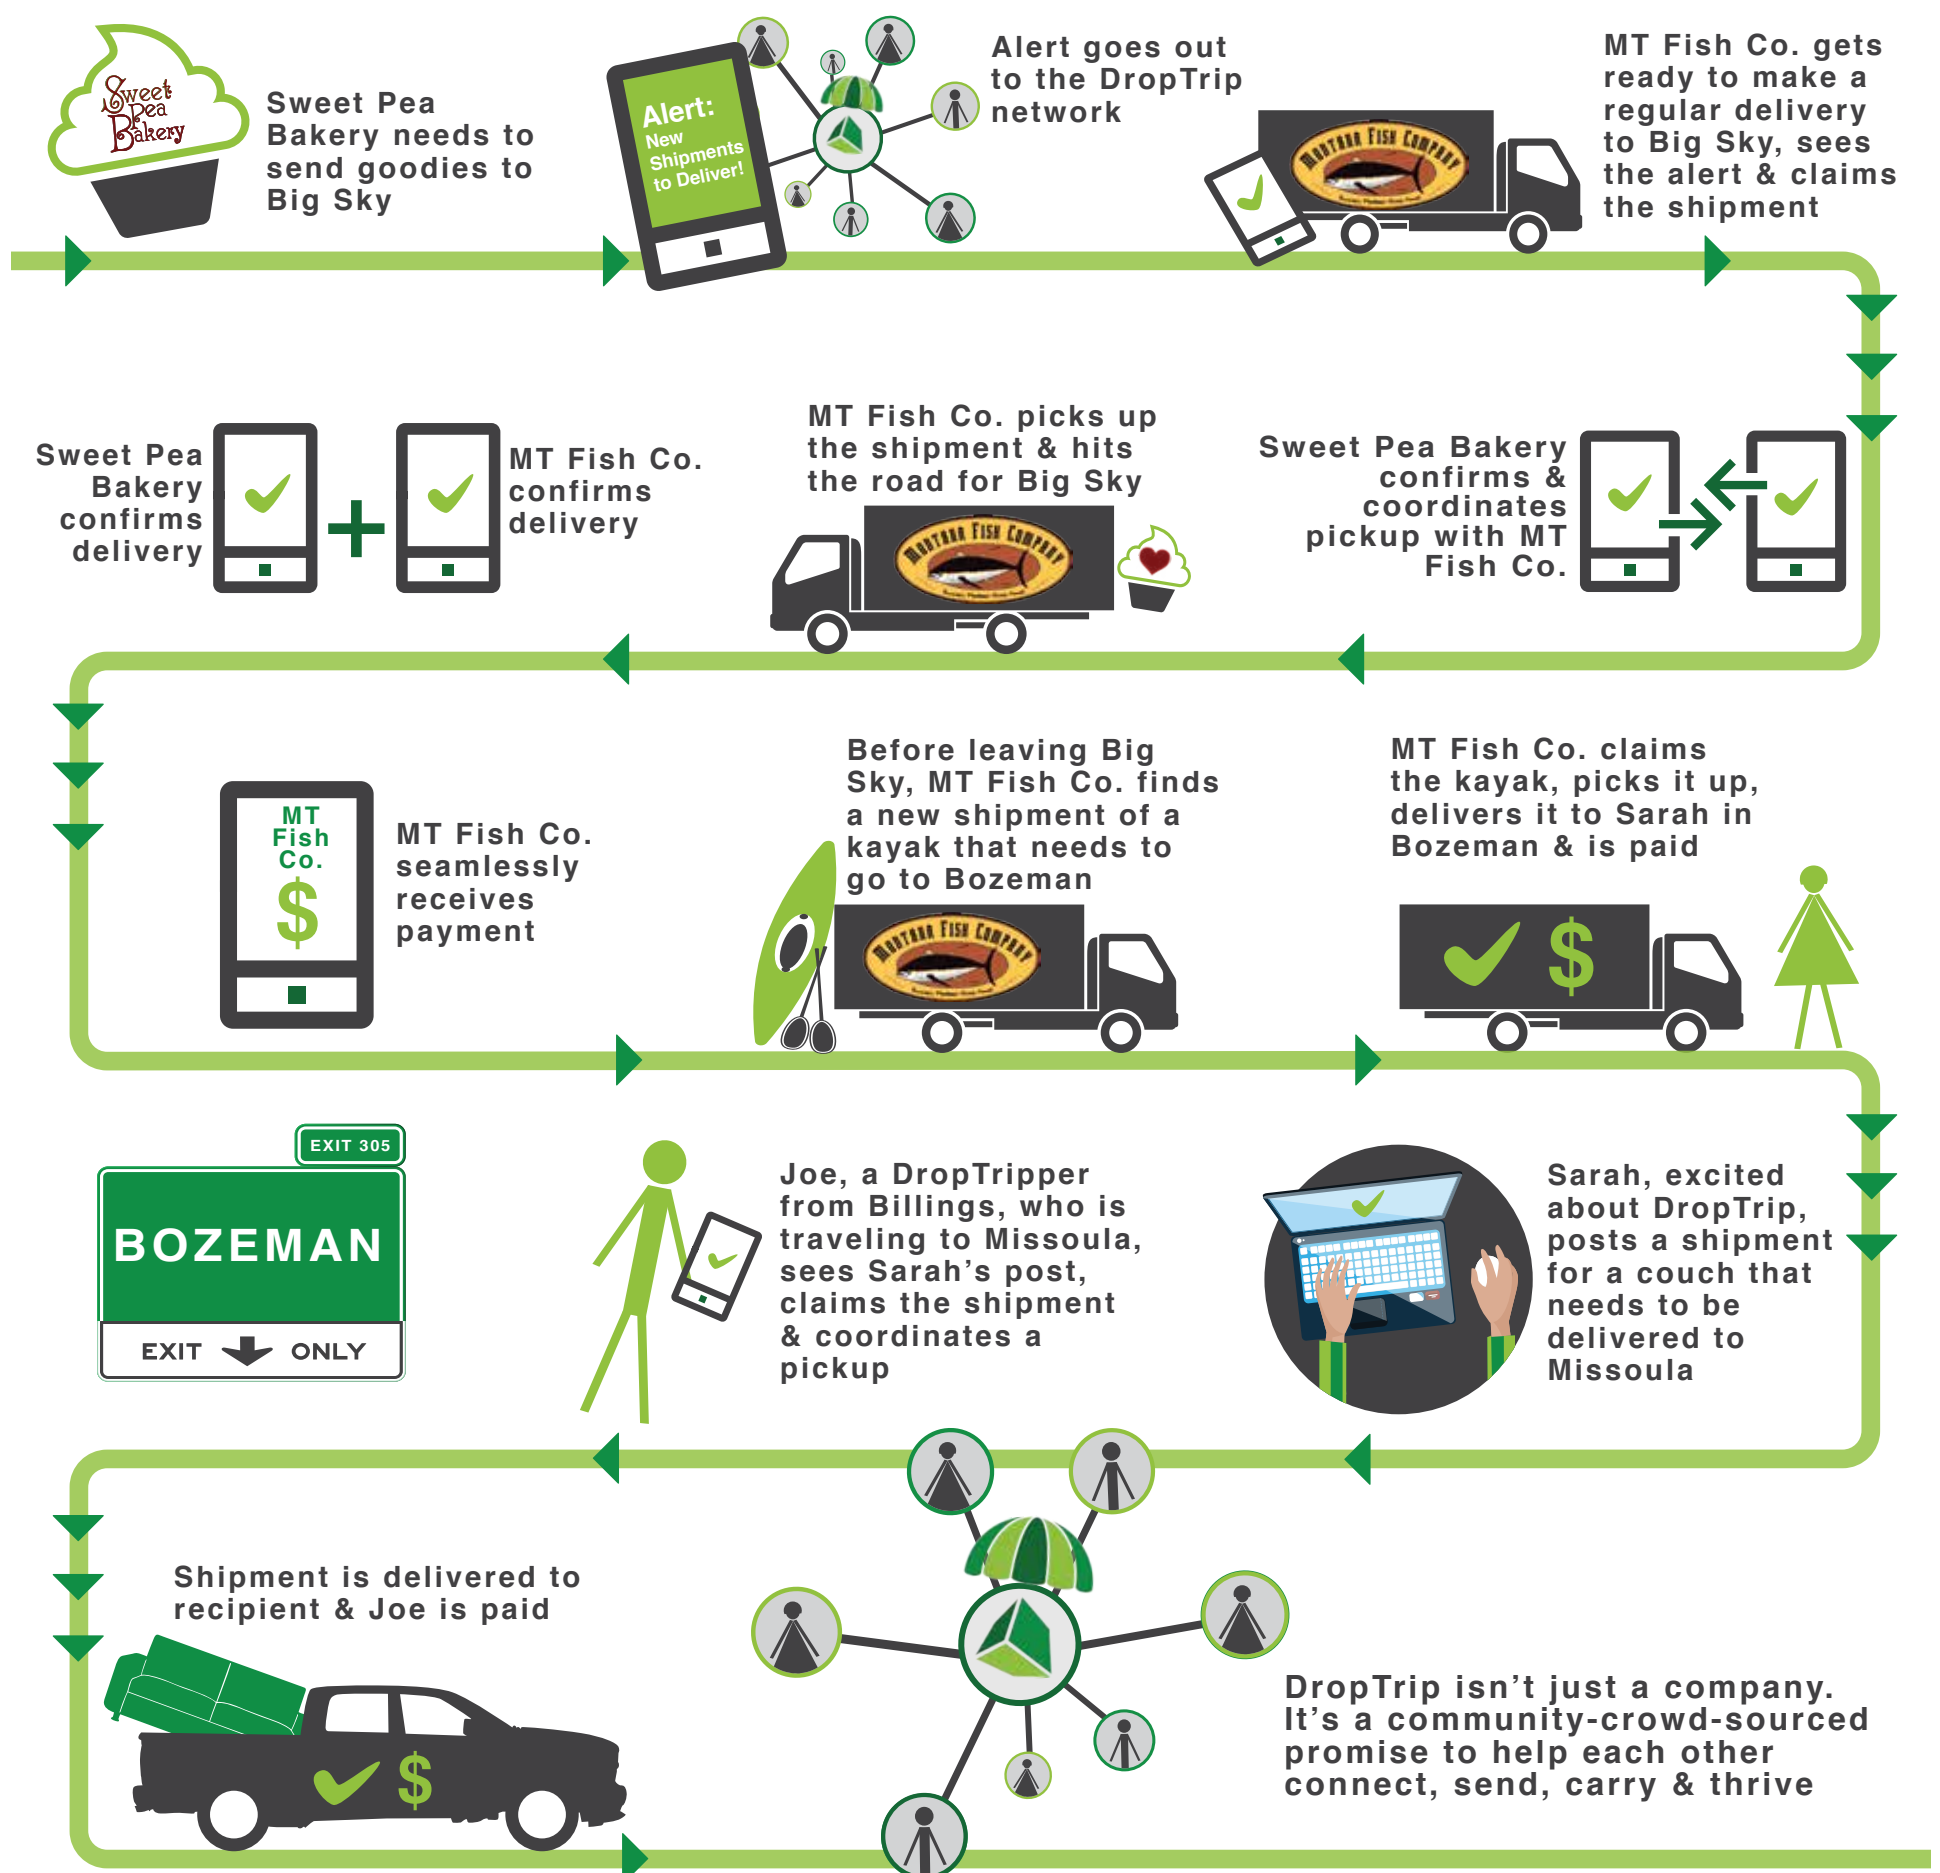 Sweet
Pea
Bakery
Sweet Pea
Bakery needs to
send goodies to
Big Sky
Alert:
New
Shipments
to Deliver!
Alert goes out
to the DropTrip
network
MONTANA FISH COMPANY
MT Fish Co. gets
ready to make a
regular delivery
to Big Sky, sees
the alert & claims
the shipment
Sweet Pea Bakery
confirms &
coordinates
pickup with MT
Fish Co.
MT Fish Co. picks up
the shipment & hits
the road for Big Sky
MONTANA FISH COMPANY
Sweet Pea
Bakery
confirms
delivery
+
MT Fish Co.
confirms
delivery
MT
Fish
Co.
$
MT Fish Co.
seamlessly
receives
payment
Before leaving Big
Sky, MT Fish Co. finds
a new shipment of a
kayak that needs to
go to Bozeman
MONTANA FISH COMPANY
MT Fish Co. claims
the kayak, picks it up,
delivers it to Sarah in
Bozeman & is paid
$
Sarah, excited
about DropTrip,
posts a shipment
for a couch that
needs to be
delivered to
Missoula
Joe, a DropTripper
from Billings, who is
traveling to Missoula,
sees Sarah's post,
claims the shipment
& coordinates a
pickup
EXIT 305
BOZEMAN
EXIT ONLY
Shipment is delivered to
recipient & Joe is paid
$
DropTrip isn't just a company.
It's a community-crowd-sourced
promise to help each other
connect, send, carry & thrive